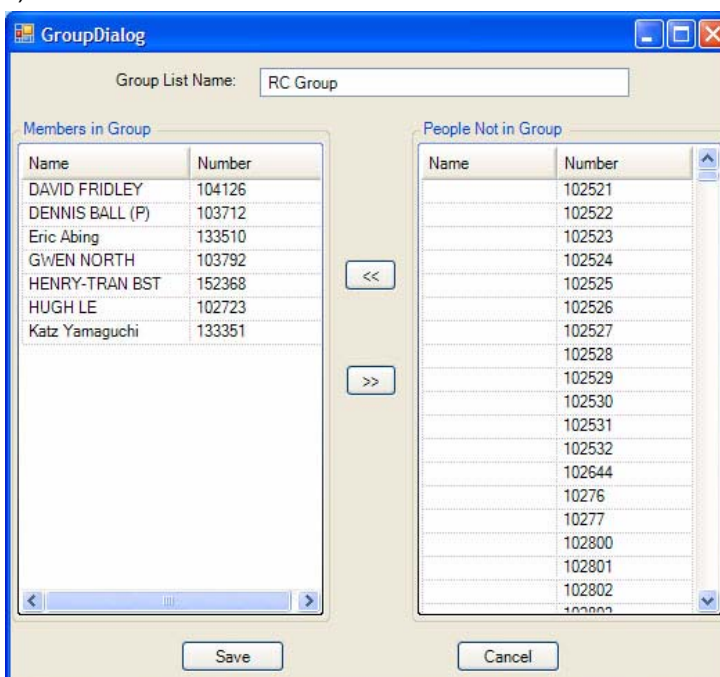 GroupDialog
Group List Name: RC Group
Members in Group
Name Number
DAVID FRIDLEY 104126
DENNIS BALL (P) 103712
Eric Abing 133510
GWEN NORTH 103792
HENRY-TRAN BST 152368
HUGH LE 102723
Katz Yamaguchi 133351
<<
>>
People Not in Group
Name Number
102521
102522
102523
102524
102525
102526
102527
102528
102529
102530
102531
102532
102644
10276
10277
102800
102801
102802
Save Cancel